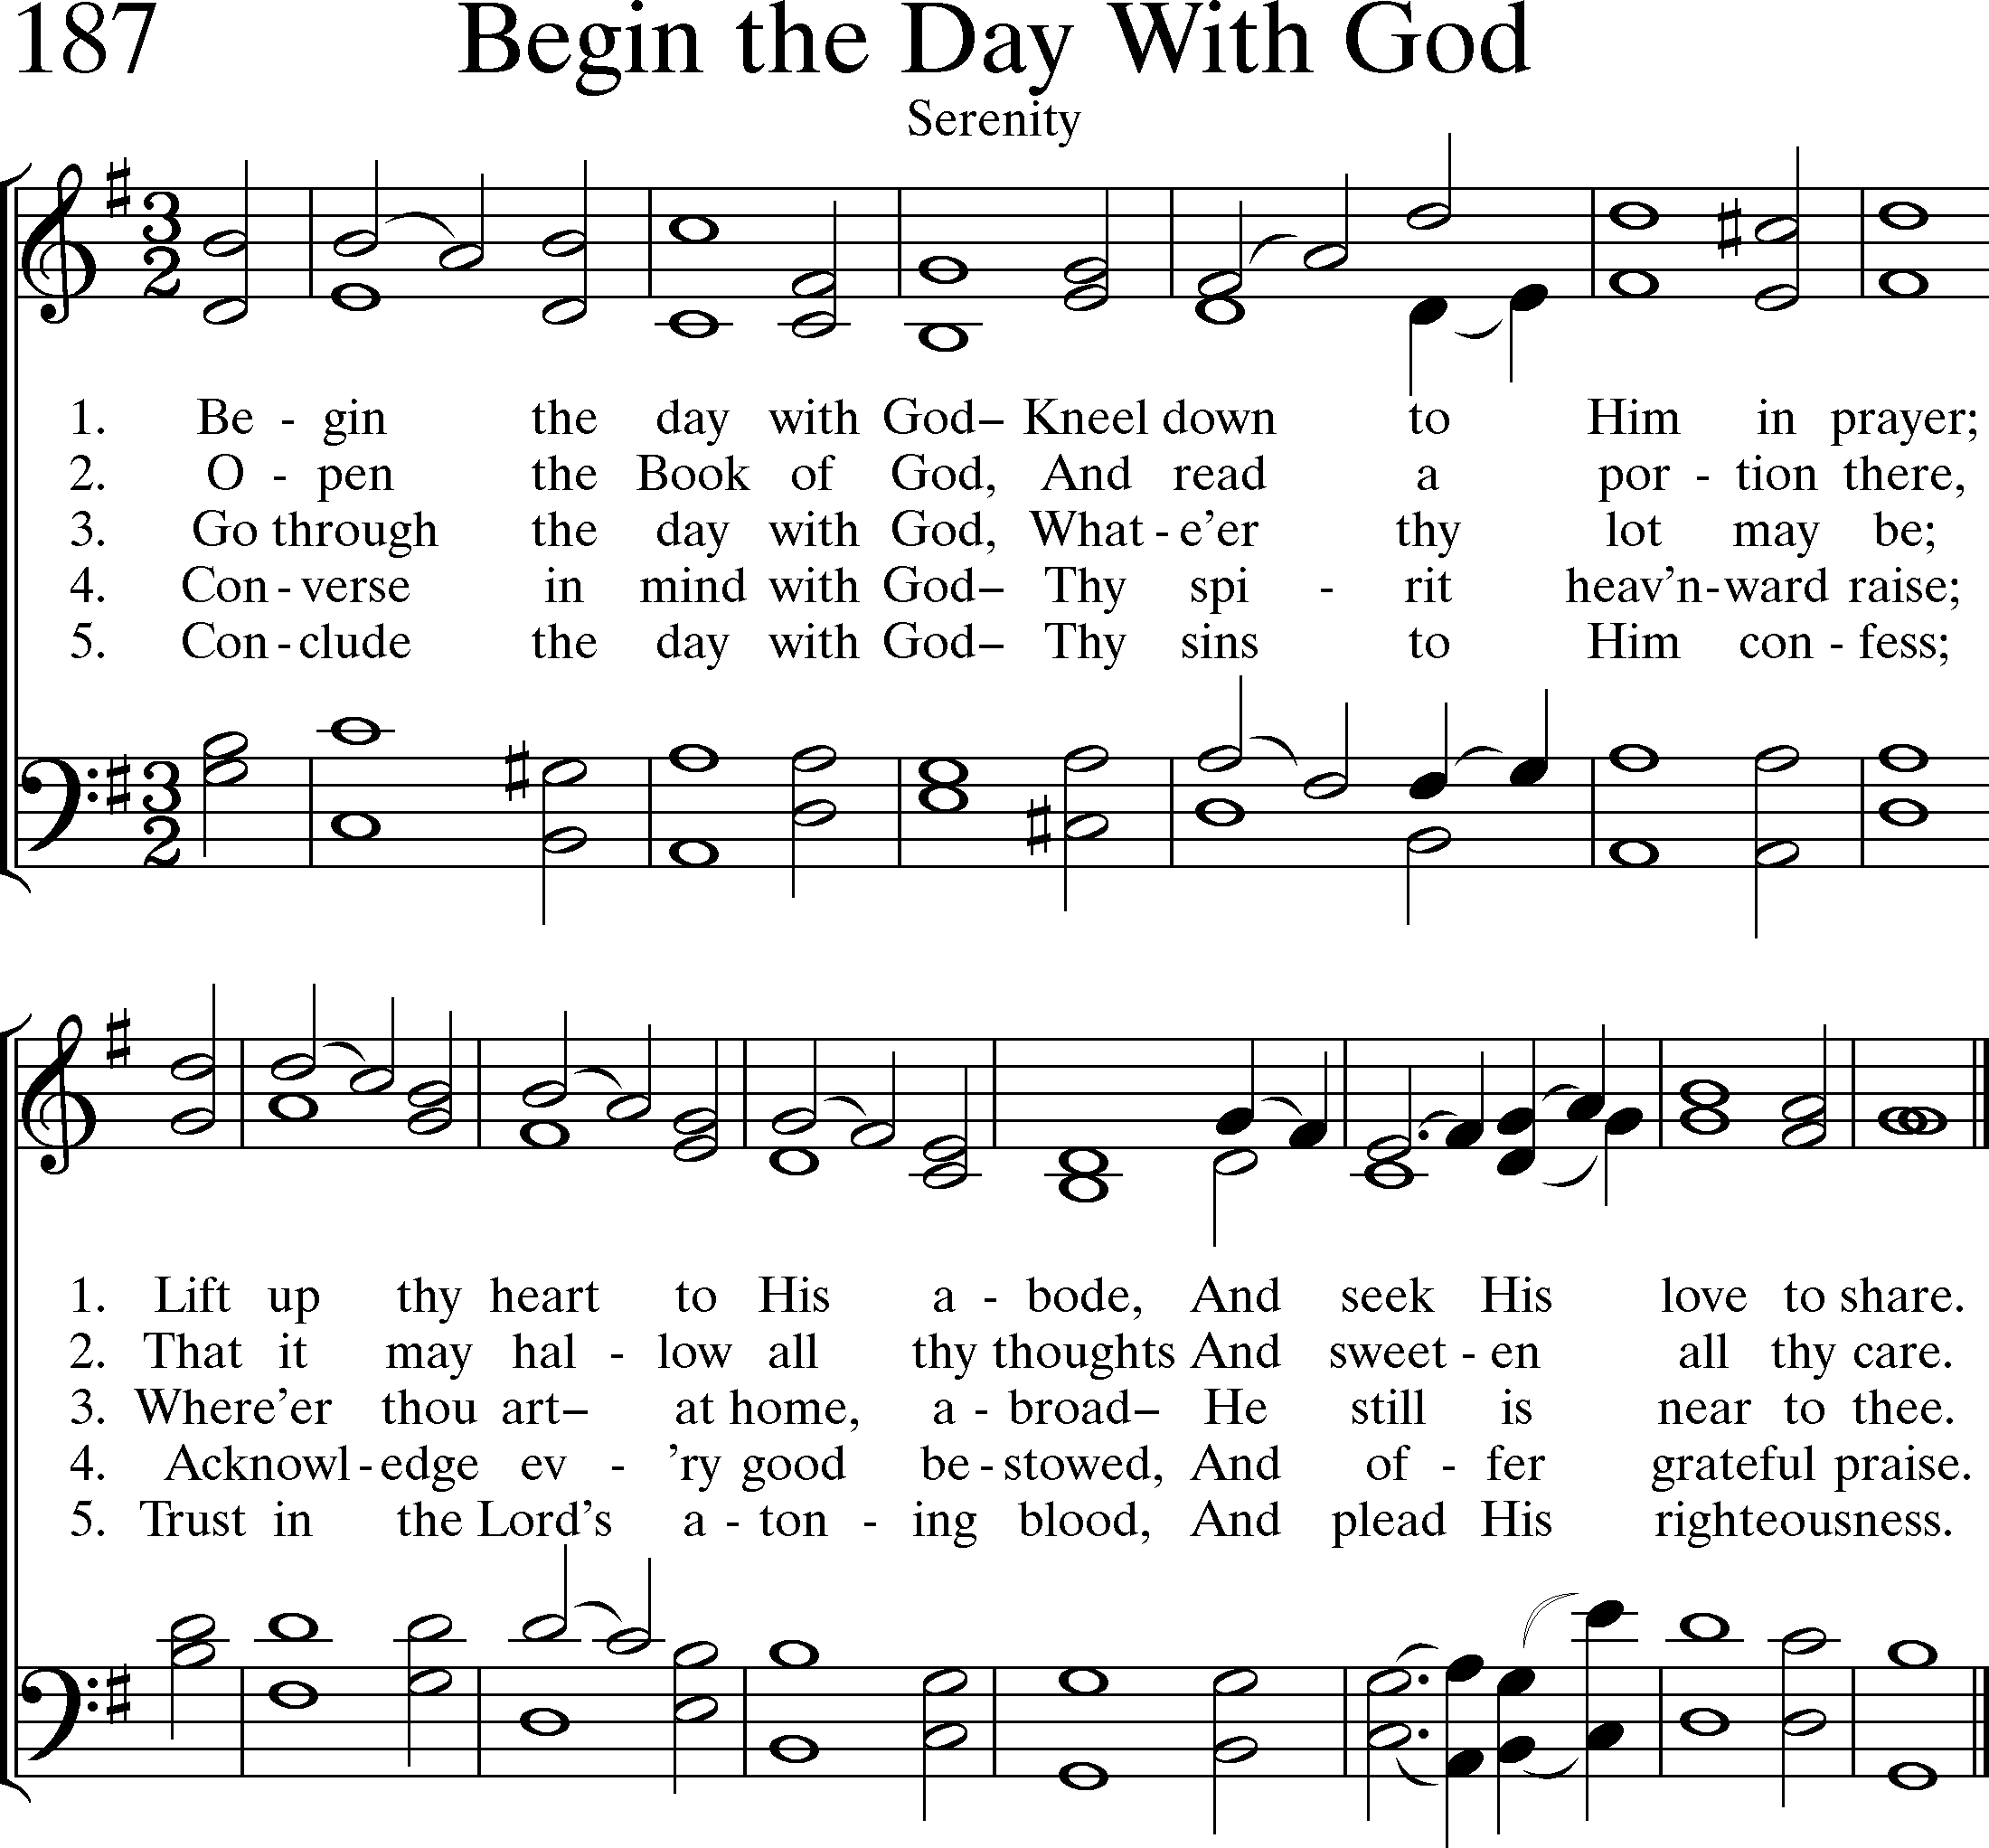 187 Begin the Day With God
Serenity
1. Be - gin the day with God– Kneel down to Him in prayer;
2. O - pen the Book of God, And read a por - tion there,
3. Go through the day with God, What - e’er thy lot may be;
4. Con - verse in mind with God– Thy spi - rit heav’n-ward raise;
5. Con - clude the day with God– Thy sins to Him con - fess;
1. Lift up thy heart to His a - bode, And seek His love to share.
2. That it may hal - low all thy thoughts And sweet - en all thy care.
3. Where’er thou art– at home, a - broad– He still is near to thee.
4. Acknowl - edge ev - ’ry good be - stowed, And of - fer grateful praise.
5. Trust in the Lord’s a - ton - ing blood, And plead His righteousness.